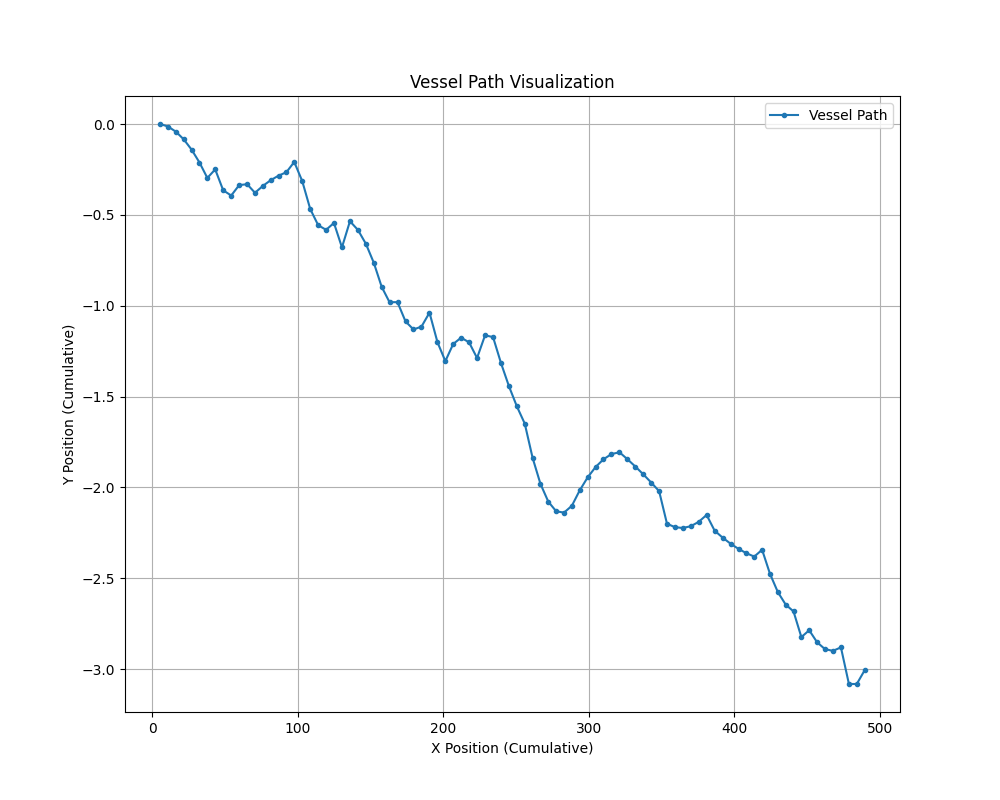 Vessel Path Visualization
Vessel Path
0.0
−0.5
−1.0
−1.5
−2.0
−2.5
−3.0
Y Position (Cumulative)
0 100 200 300 400 500
X Position (Cumulative)